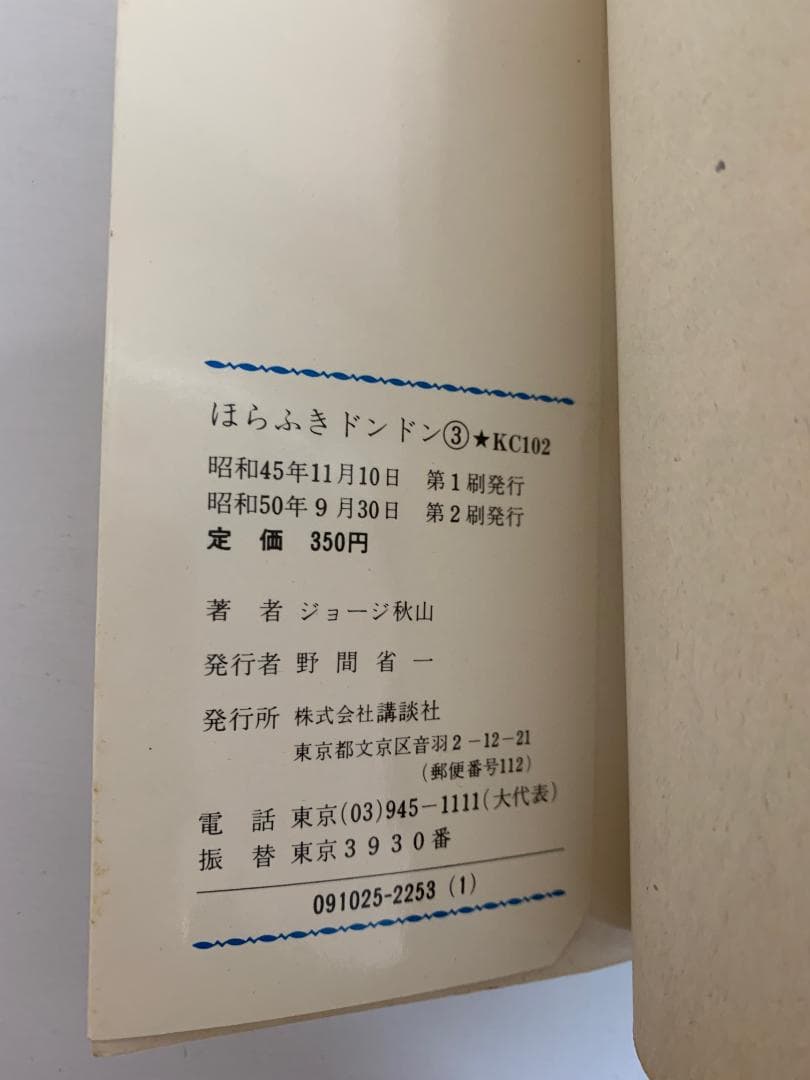 ほらふきドンドン③★KC102
昭和45年11月10日 第1刷発行
昭和50年9月30日 第2刷発行
定 価 350円
著 者 ジョージ秋山
発行者 野 間 省 一
発行所 株式会社講談社
東京都文京区音羽2-12-21
(郵便番号112)
電 話 東京(03)945-1111(大代表)
振 替 東京3930番
091025-2253 (1)